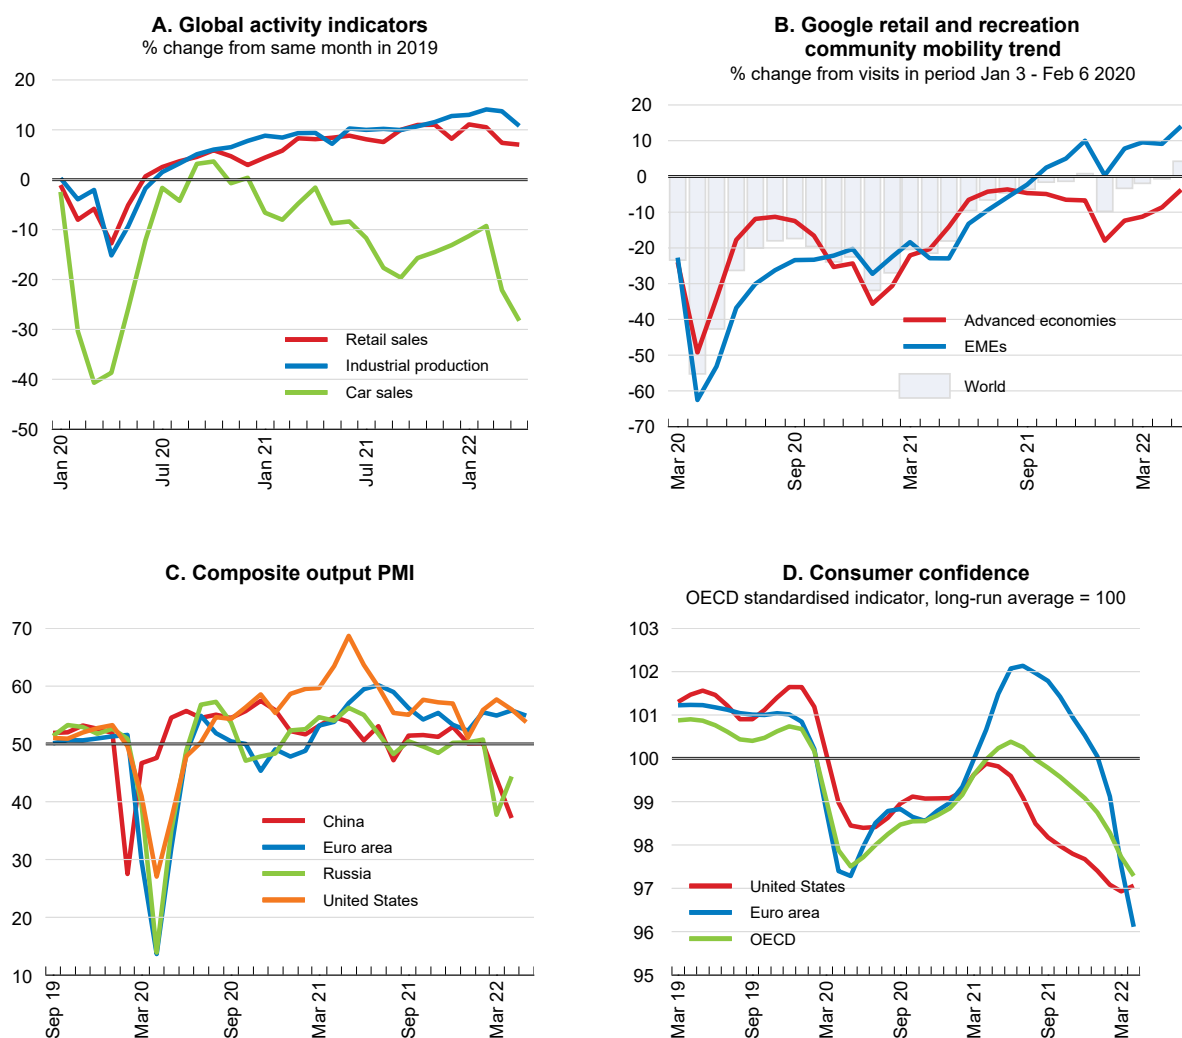 A. Global activity indicators
% change from same month in 2019
20
10
0
-10
-20
-30
-40
-50
Retail sales
Industrial production
Car sales
Jan 20
Jul 20
Jan 21
Jul 21
Jan 22
B. Google retail and recreation
community mobility trend
% change from visits in period Jan 3 - Feb 6 2020
20
10
0
-10
-20
-30
-40
-50
-60
-70
Advanced economies
EMEs
World
Mar 20
Sep 20
Mar 21
Sep 21
Mar 22
C. Composite output PMI
70
60
50
40
30
20
10
China
Euro area
Russia
United States
Sep 19
Mar 20
Sep 20
Mar 21
Sep 21
Mar 22
D. Consumer confidence
OECD standardised indicator, long-run average = 100
103
102
101
100
99
98
97
96
95
United States
Euro area
OECD
Mar 19
Sep 19
Mar 20
Sep 20
Mar 21
Sep 21
Mar 22